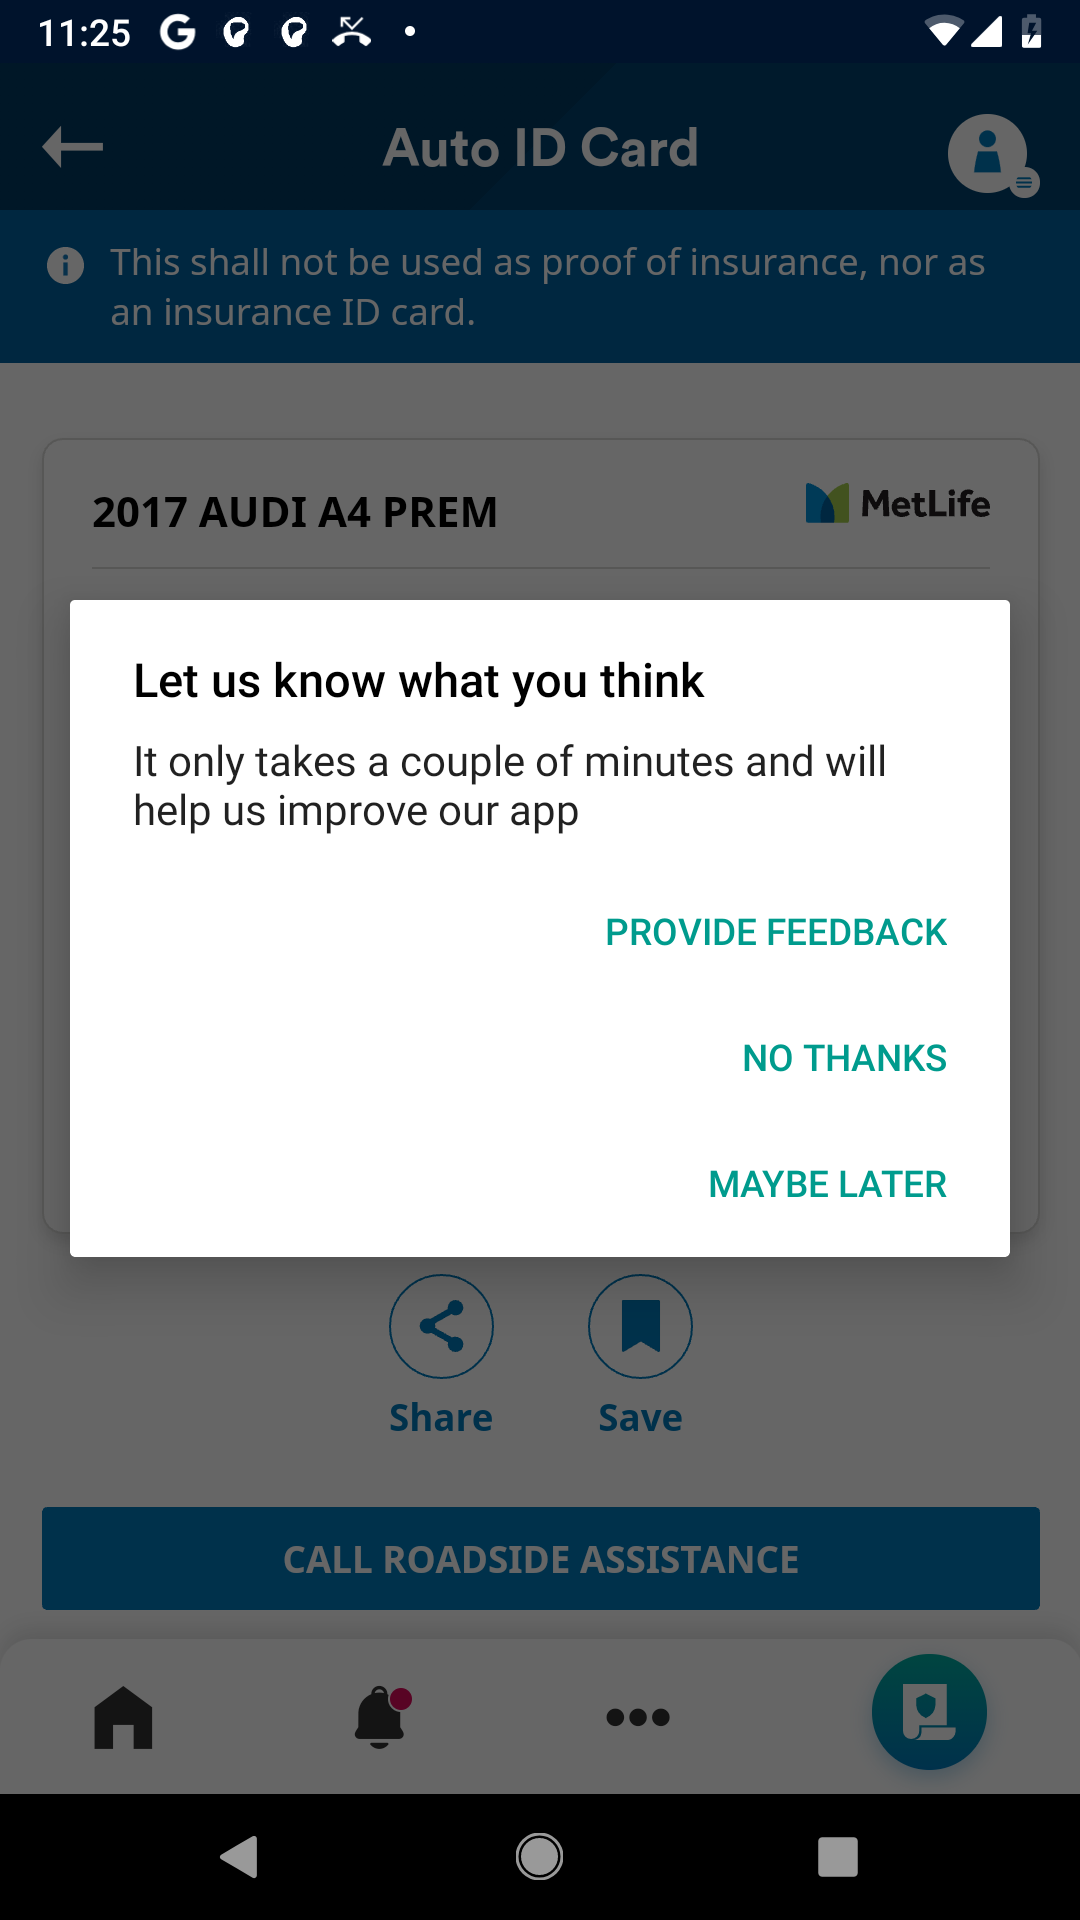 11:25
Auto ID Card
This shall not be used as proof of insurance, nor as
an insurance ID card.
2017 AUDI A4 PREM
MetLife
Let us know what you think
It only takes a couple of minutes and will
help us improve our app
PROVIDE FEEDBACK
NO THANKS
MAYBE LATER
Share
Save
CALL ROADSIDE ASSISTANCE